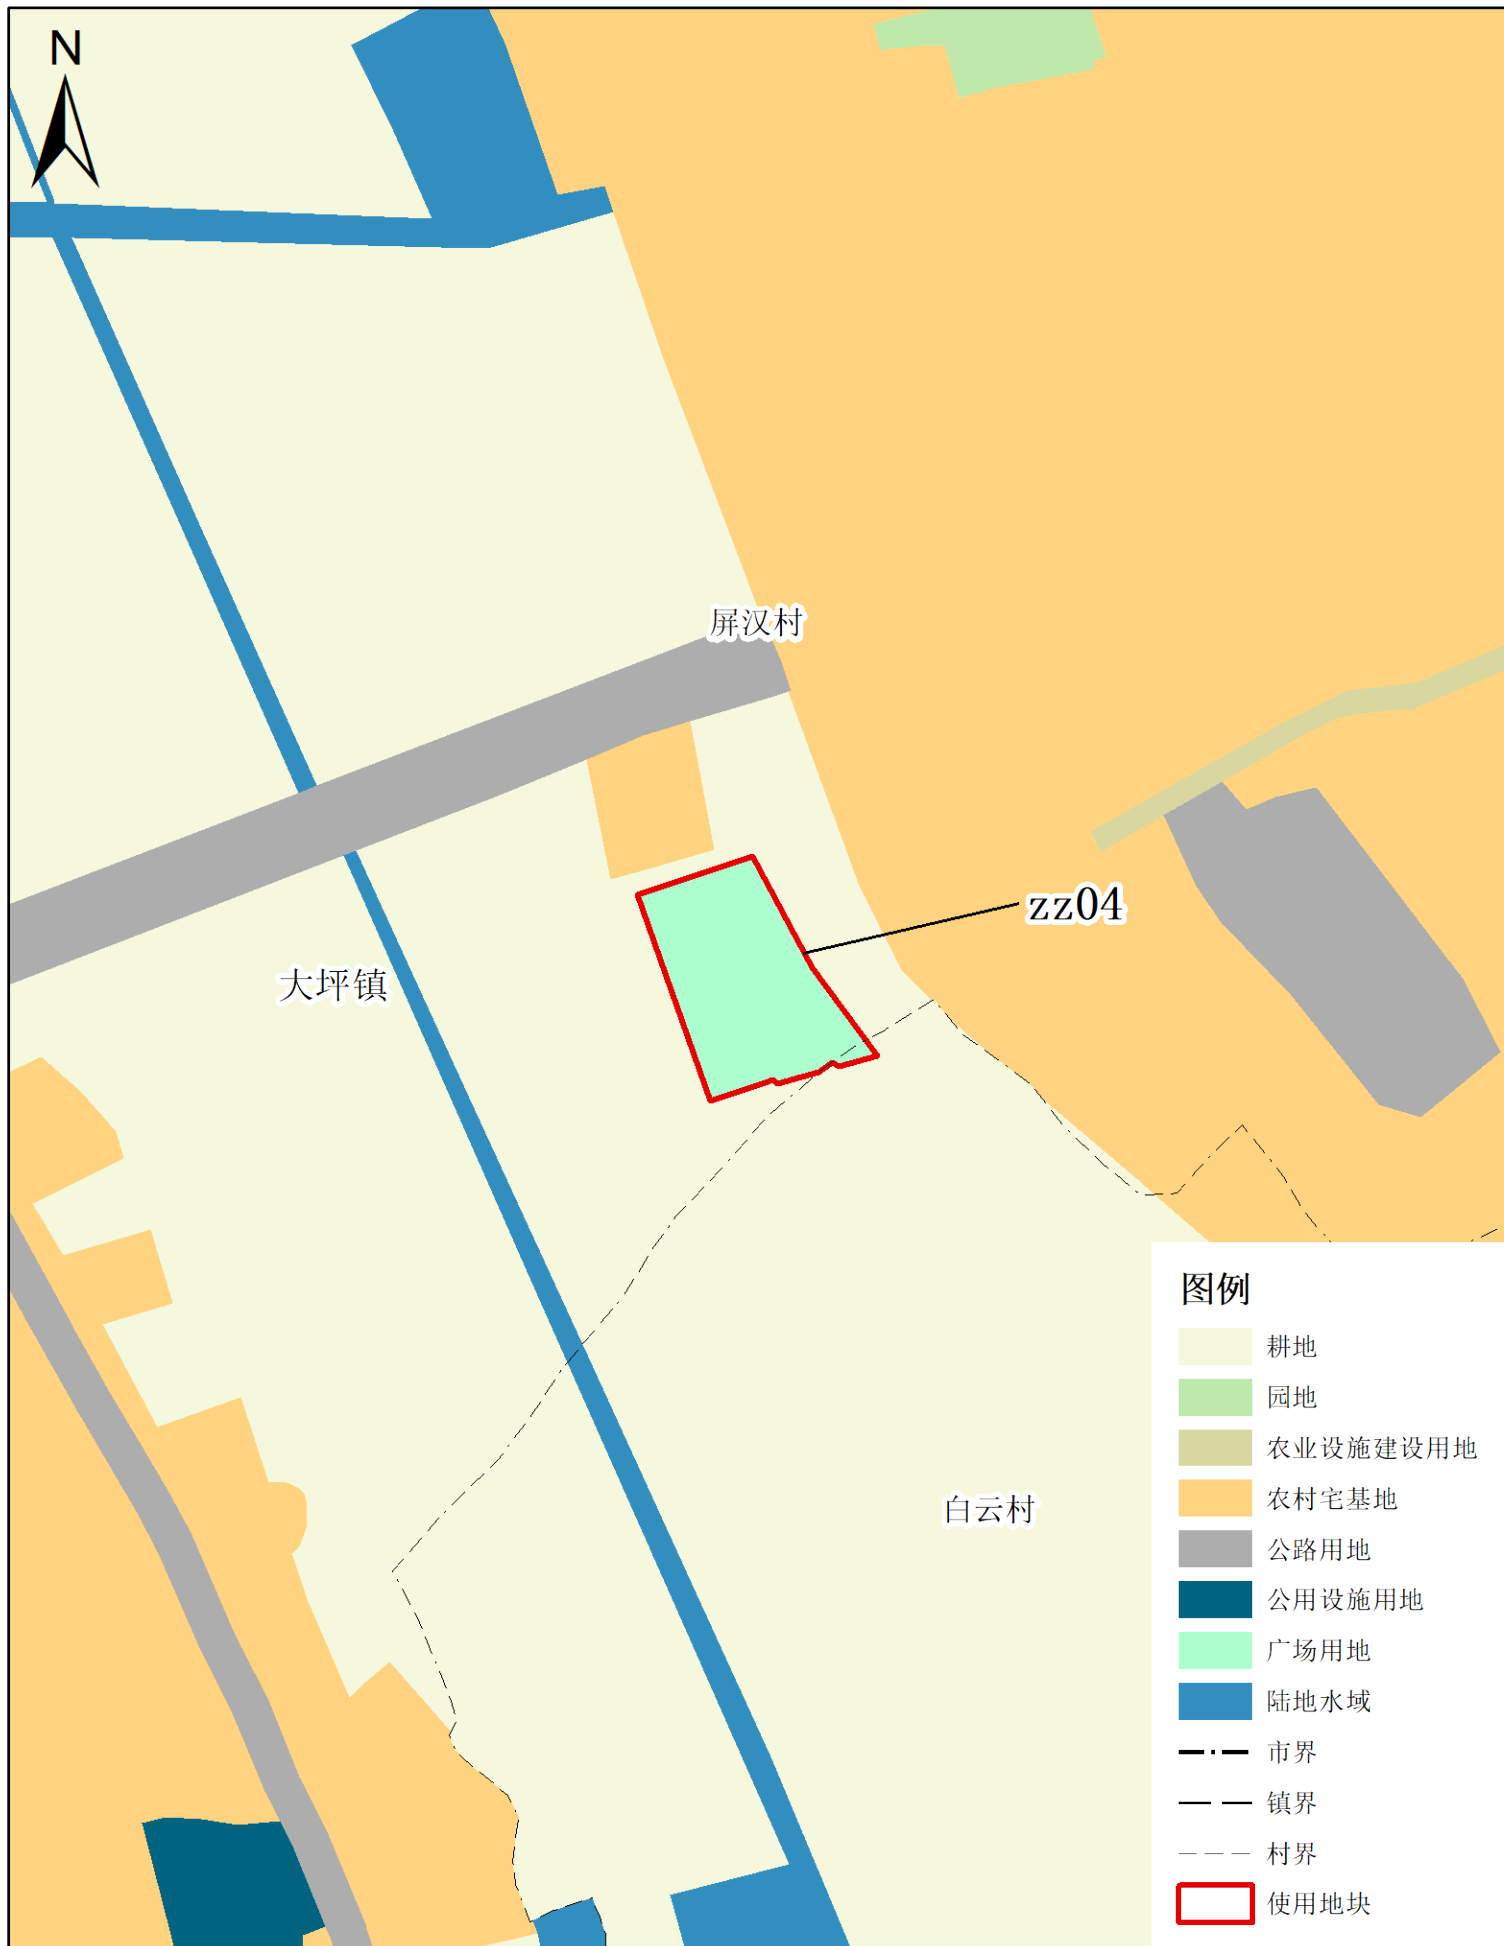 N
屏汉村
zz04
大坪镇
白云村
图例
耕地
园地
农业设施建设用地
农村宅基地
公路用地
公用设施用地
广场用地
陆地水域
市界
镇界
村界
使用地块